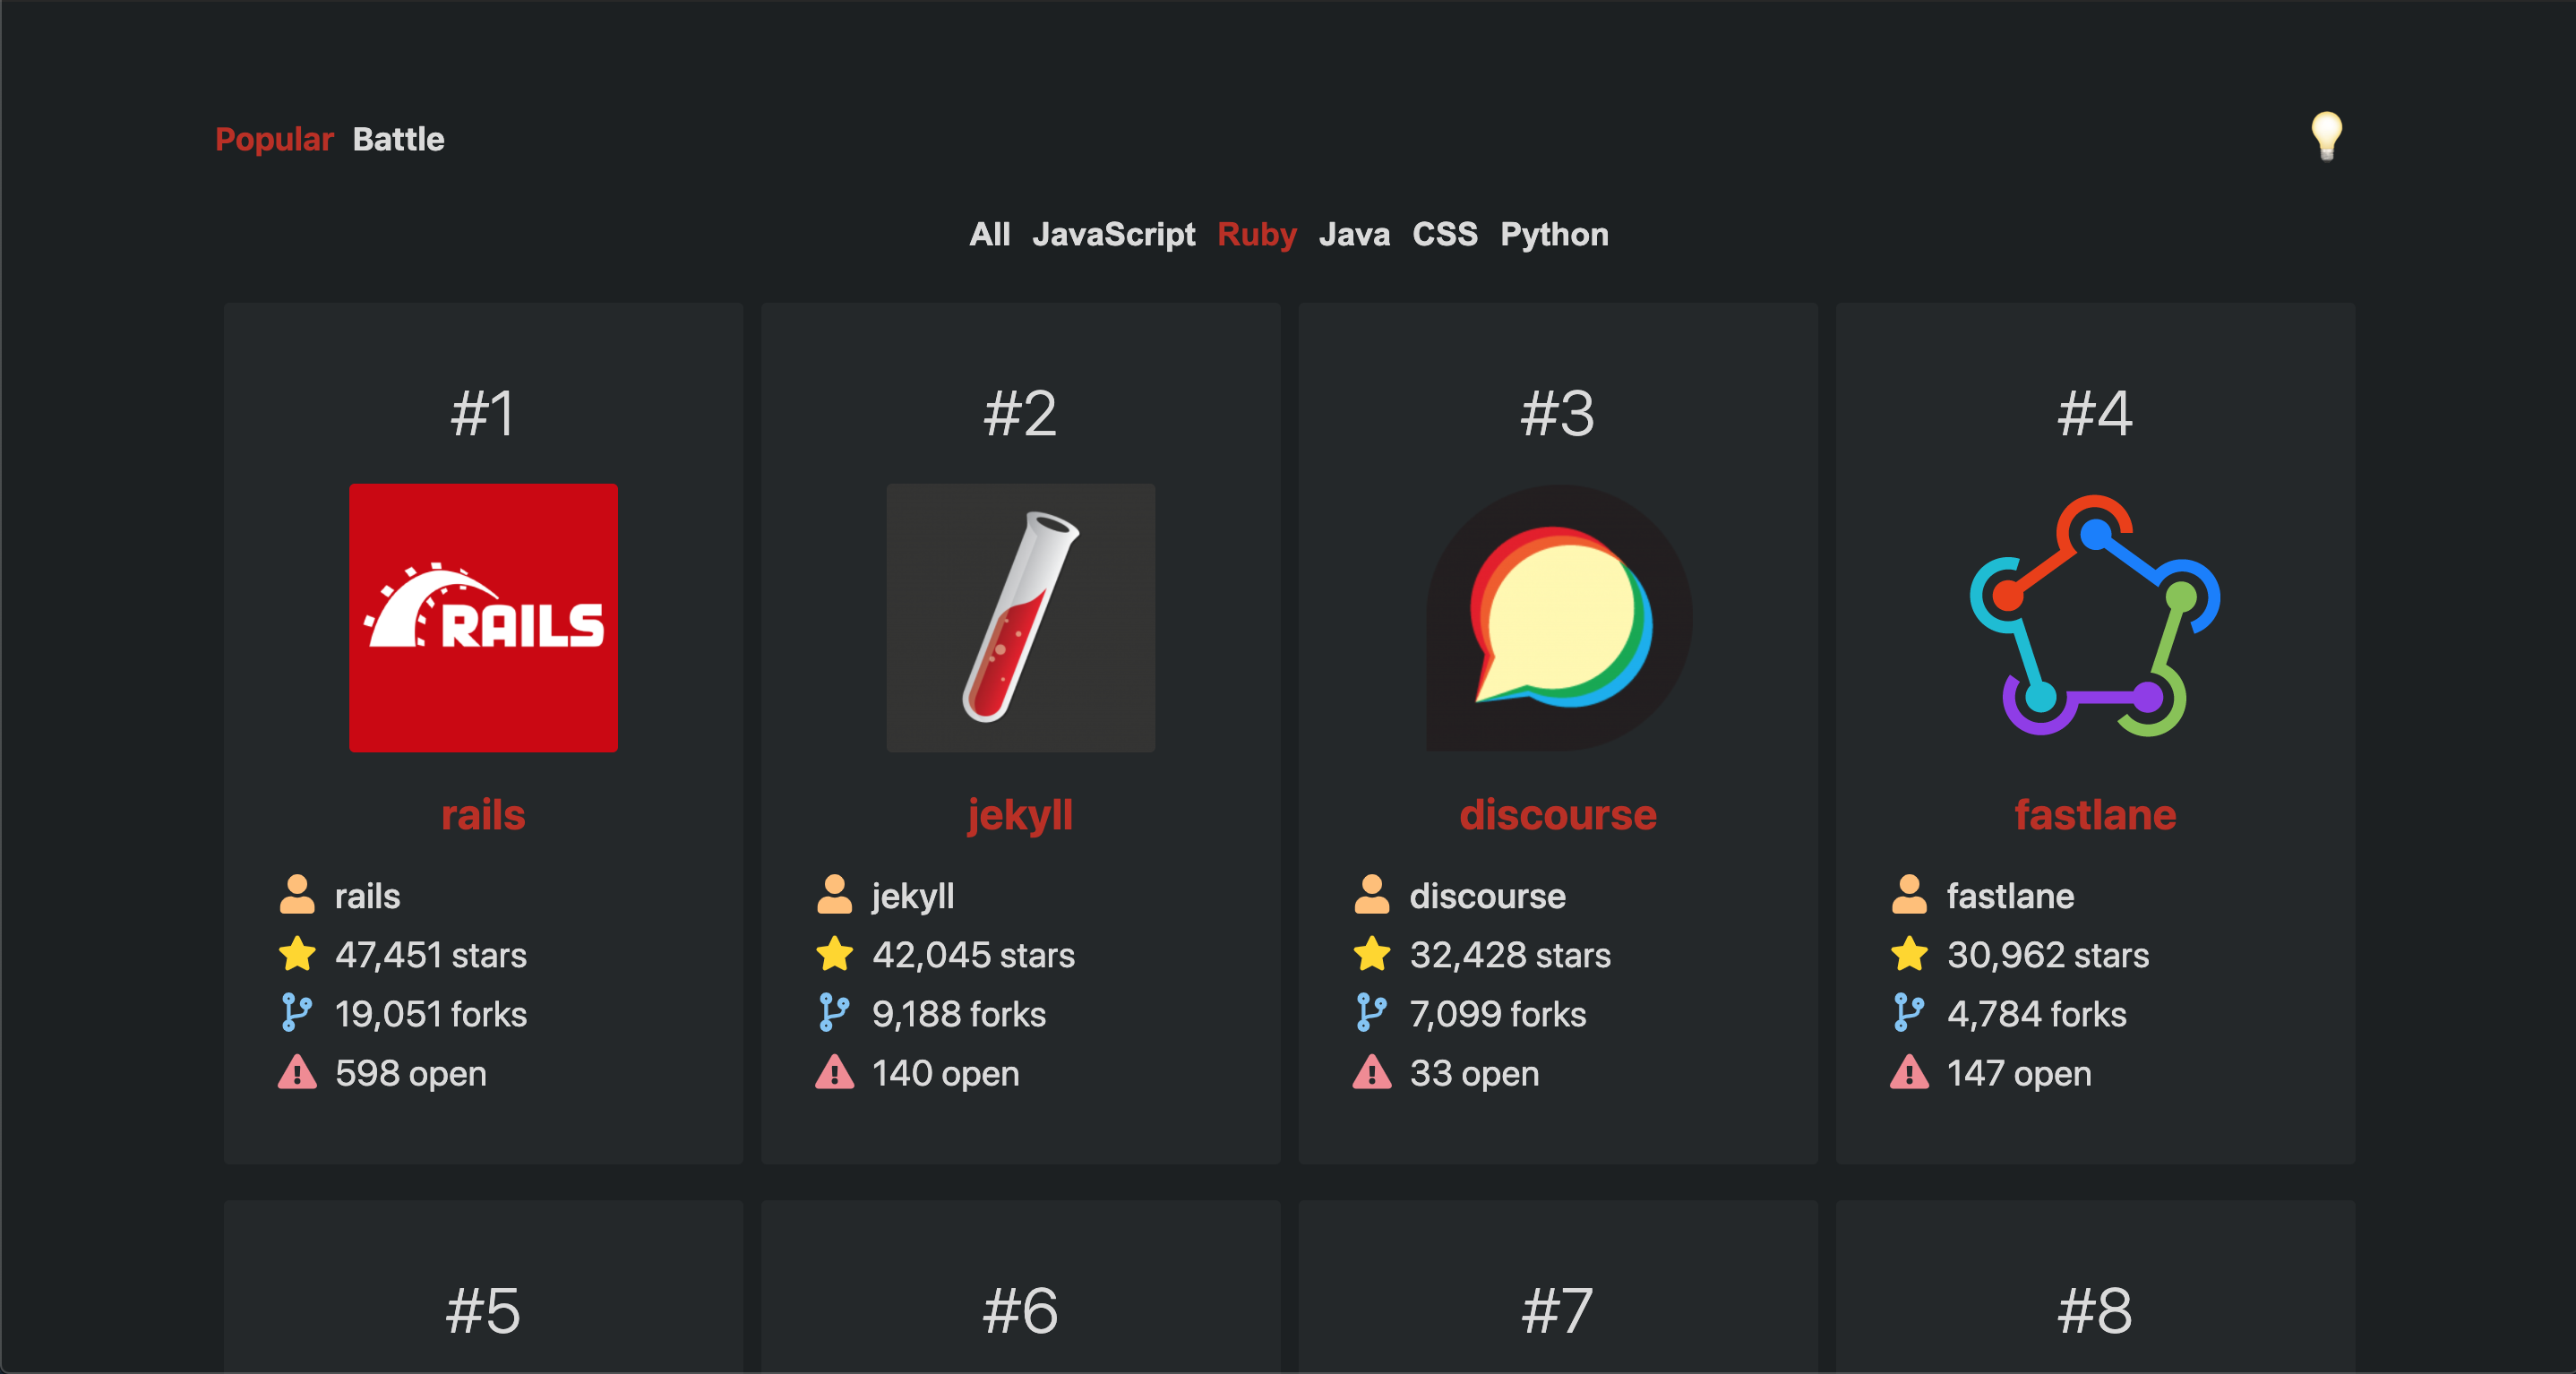 Popular Battle
All JavaScript Ruby Java CSS Python
#1
RAILS
rails
rails
47,451 stars
19,051 forks
598 open
#2
jekyll
jekyll
42,045 stars
9,188 forks
140 open
#3
discourse
discourse
32,428 stars
7,099 forks
33 open
#4
fastlane
fastlane
30,962 stars
4,784 forks
147 open
#5
#6
#7
#8